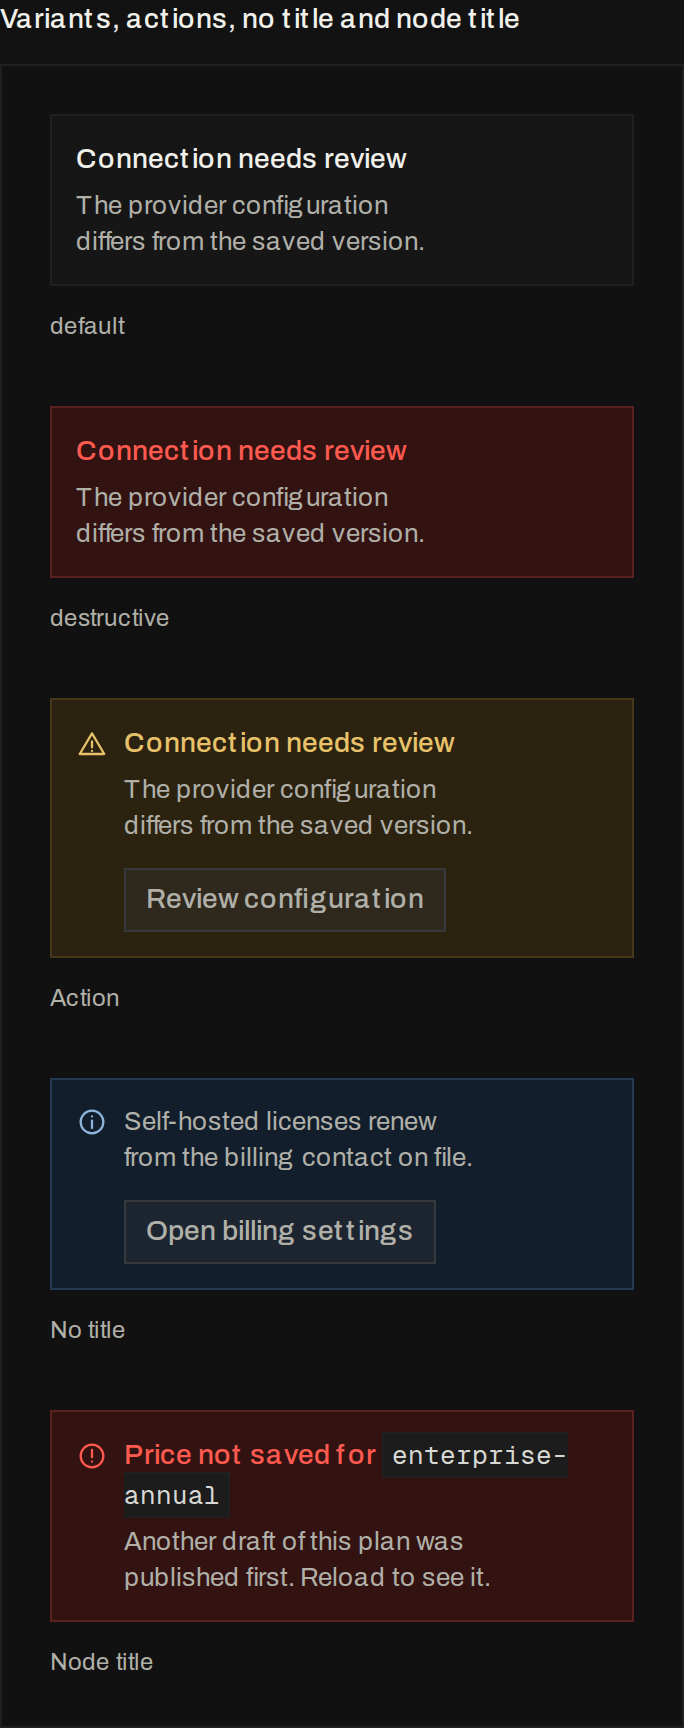 Variants, actions, no title and node title
Connection needs review
The provider configuration
differs from the saved version.
default
Connection needs review
The provider configuration
differs from the saved version.
destructive
Connection needs review
The provider configuration
differs from the saved version.
Review configuration
Action
Self-hosted licenses renew
from the billing contact on file.
Open billing settings
No title
Price not saved for enterprise-
annual
Another draft of this plan was
published first. Reload to see it.
Node title